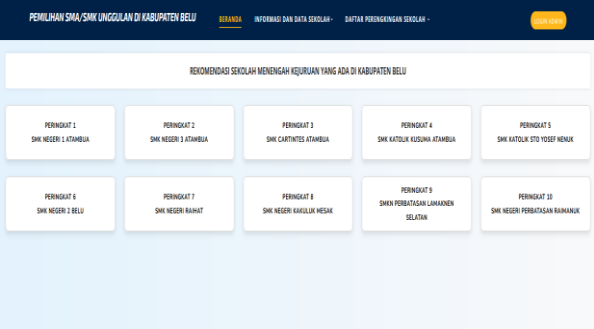 PEMILIHAN SMA/SMK UNGGULAN DI KABUPATEN BELU
BERANDA
INFORMASI DAN DATA SEKOLAH
DAFTAR PERENGKINGAN SEKOLAH
LOGIN ADMIN
REKOMENDASI SEKOLAH MENENGAH KEJURUAN YANG ADA DI KABUPATEN BELU
PERINGKAT 1
SMK NEGERI 1 ATAMBUA
PERINGKAT 2
SMK NEGERI 3 ATAMBUA
PERINGKAT 3
SMK CARTINTES ATAMBUA
PERINGKAT 4
SMK KATOLIK KUSUMA ATAMBUA
PERINGKAT 5
SMK KATOLIK STO YOSEF NENUK
PERINGKAT 6
SMK NEGERI 2 BELU
PERINGKAT 7
SMK NEGERI RAIHAT
PERINGKAT 8
SMK NEGERI KAKULUK MESAK
PERINGKAT 9
SMKN PERBATASAN LAMAKNEN
SELATAN
PERINGKAT 10
SMK NEGERI PERBATASAN RAIMANUK